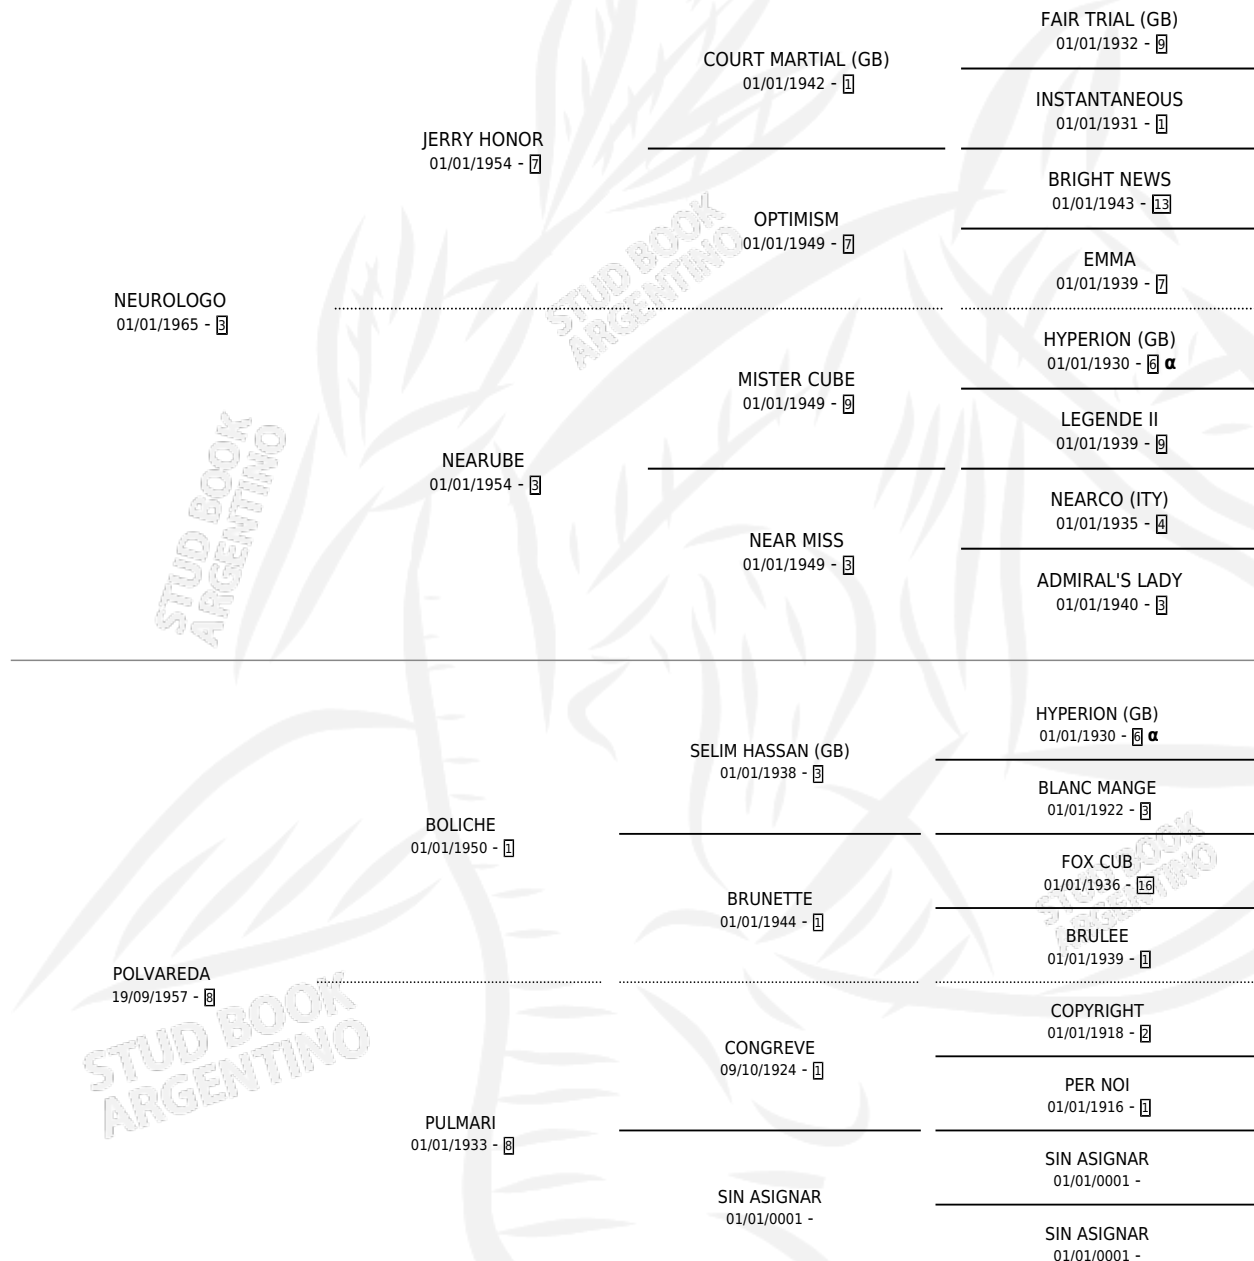 FAIR TRIAL (GB)
01/01/1932 - 9
COURT MARTIAL (GB)
01/01/1942 - 1
INSTANTANEOUS
01/01/1931 - 1
JERRY HONOR
01/01/1954 - 7
BRIGHT NEWS
01/01/1943 - 13
OPTIMISM
01/01/1949 - 7
EMMA
01/01/1939 - 7
NEUROLOGO
01/01/1965 - 3
HYPERION (GB)
01/01/1930 - 6 α
MISTER CUBE
01/01/1949 - 9
LEGENDE II
01/01/1939 - 9
NEARUBE
01/01/1954 - 3
NEARCO (ITY)
01/01/1935 - 4
NEAR MISS
01/01/1949 - 3
ADMIRAL'S LADY
01/01/1940 - 3
HYPERION (GB)
01/01/1930 - 6 α
SELIM HASSAN (GB)
01/01/1938 - 3
BLANC MANGE
01/01/1922 - 3
BOLICHE
01/01/1950 - 1
FOX CUB
01/01/1936 - 16
BRUNETTE
01/01/1944 - 1
BRULEE
01/01/1939 - 1
POLVAREDA
19/09/1957 - 8
COPYRIGHT
01/01/1918 - 2
CONGREVE
09/10/1924 - 1
PER NOI
01/01/1916 - 1
PULMARI
01/01/1933 - 8
SIN ASIGNAR
01/01/0001 -
SIN ASIGNAR
01/01/0001 -
SIN ASIGNAR
01/01/0001 -
STUD BOOK
ARGENTINO
STUD BOOK
ARGENTINO
STUD BOOK
ARGENTINO
STUD BOOK
ARGENTINO